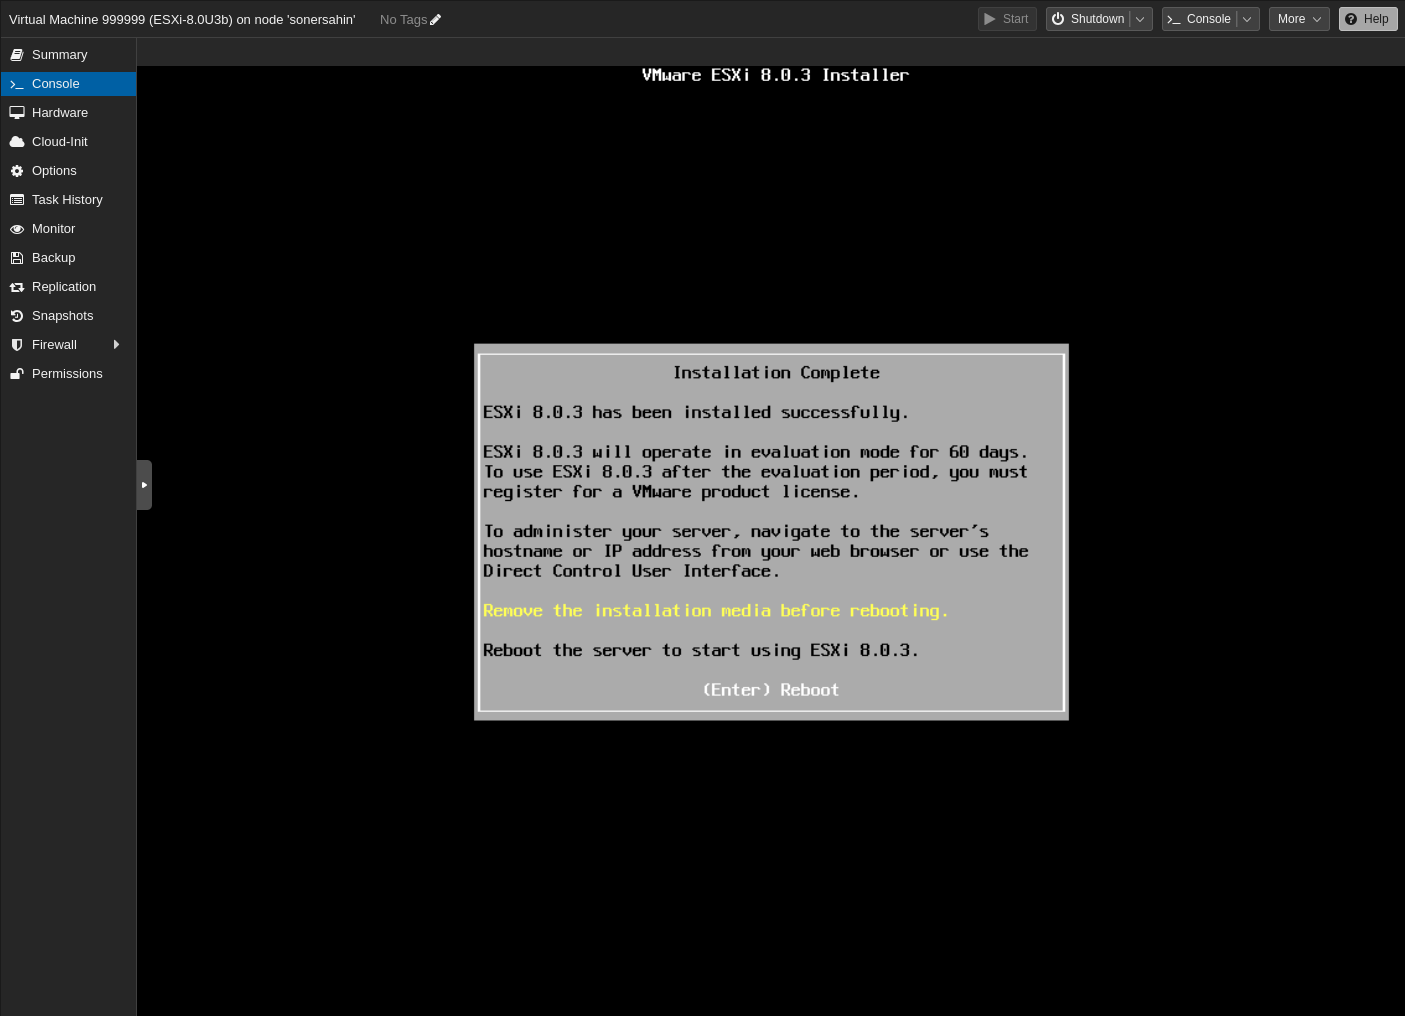 Virtual Machine 999999 (ESXi-8.0U3b) on node 'sonersahin'
No Tags
Start
Shutdown
Console
More
Help
Summary
Console
Hardware
Cloud-Init
Options
Task History
Monitor
Backup
Replication
Snapshots
Firewall
Permissions
VMware ESXi 8.0.3 Installer
Installation Complete
ESXi 8.0.3 has been installed successfully.
ESXi 8.0.3 will operate in evaluation mode for 60 days.
To use ESXi 8.0.3 after the evaluation period, you must
register for a VMware product license.
To administer your server, navigate to the server's
hostname or IP address from your web browser or use the
Direct Control User Interface.
Remove the installation media before rebooting.
Reboot the server to start using ESXi 8.0.3.
(Enter) Reboot